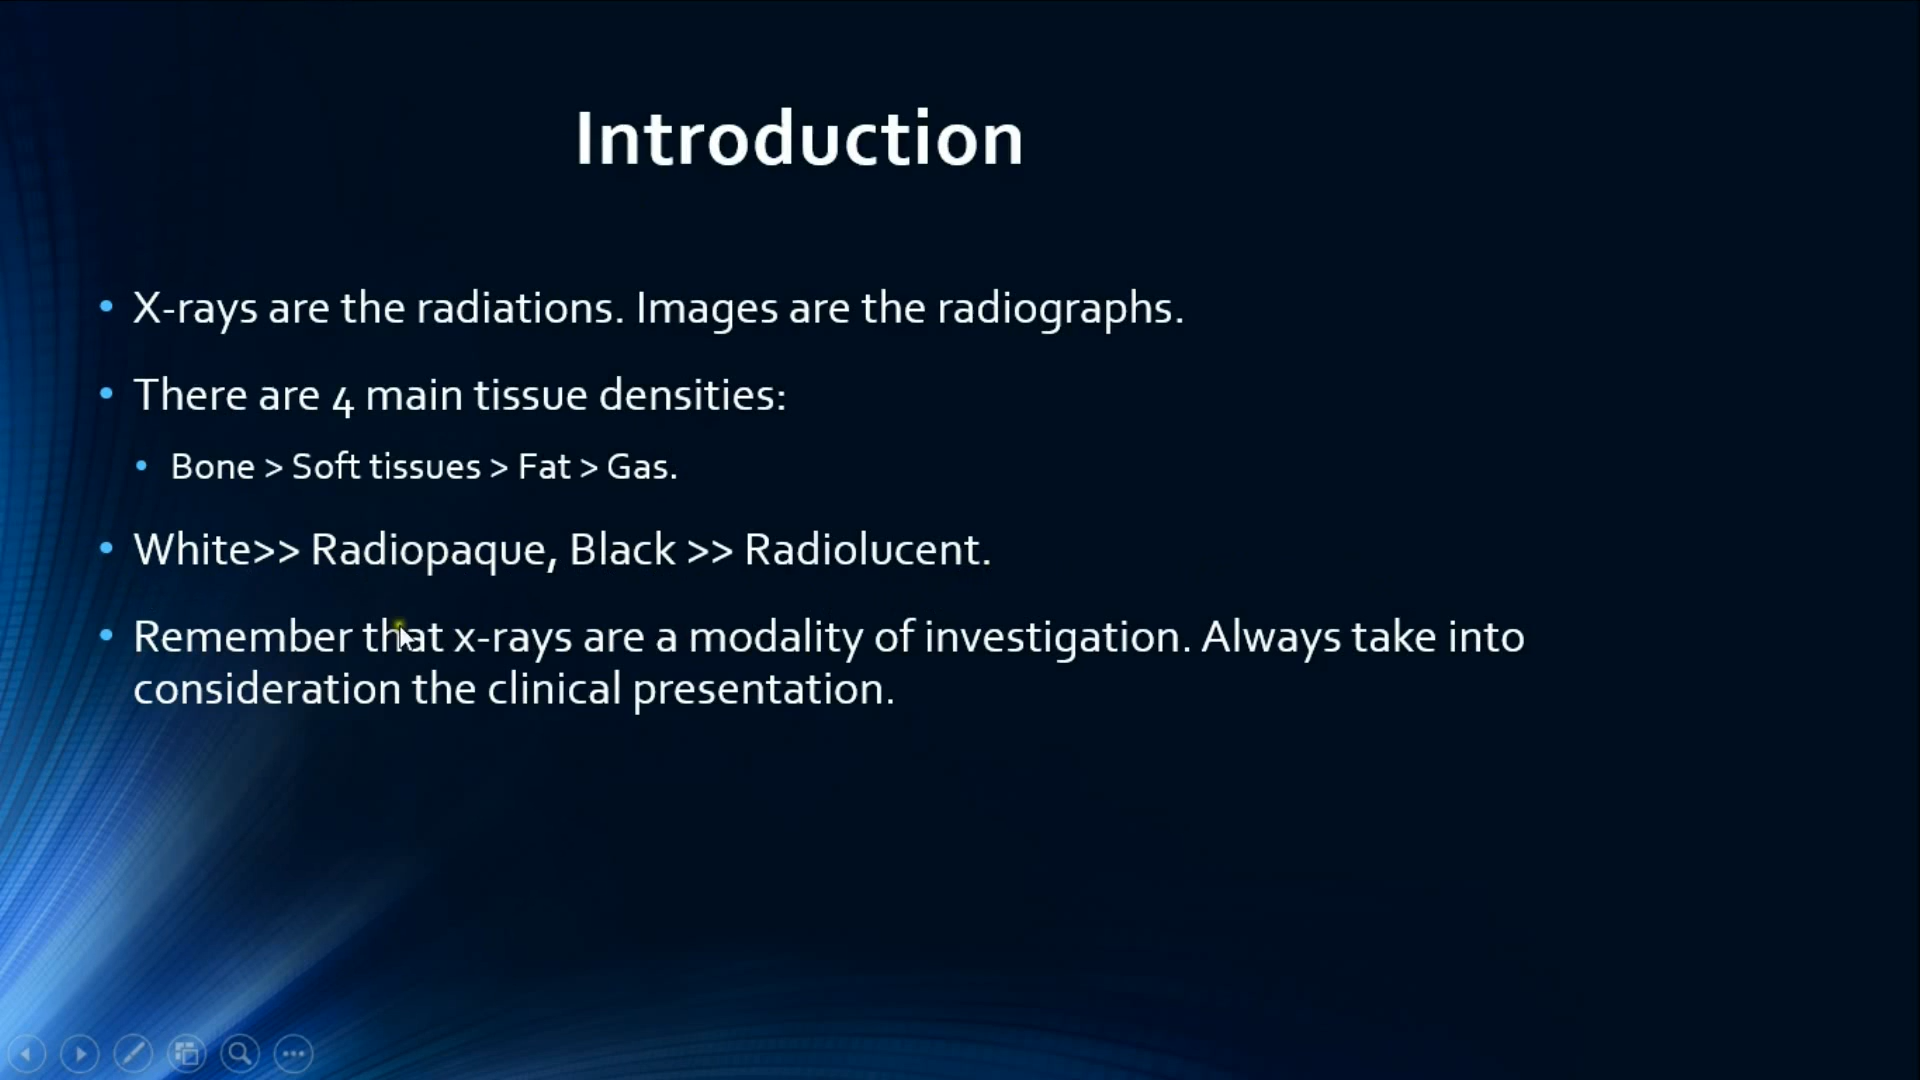 Introduction
X-rays are the radiations. Images are the radiographs.
There are 4 main tissue densities:
Bone > Soft tissues > Fat > Gas.
White>> Radiopaque, Black >> Radiolucent.
Remember that x-rays are a modality of investigation. Always take into
consideration the clinical presentation.